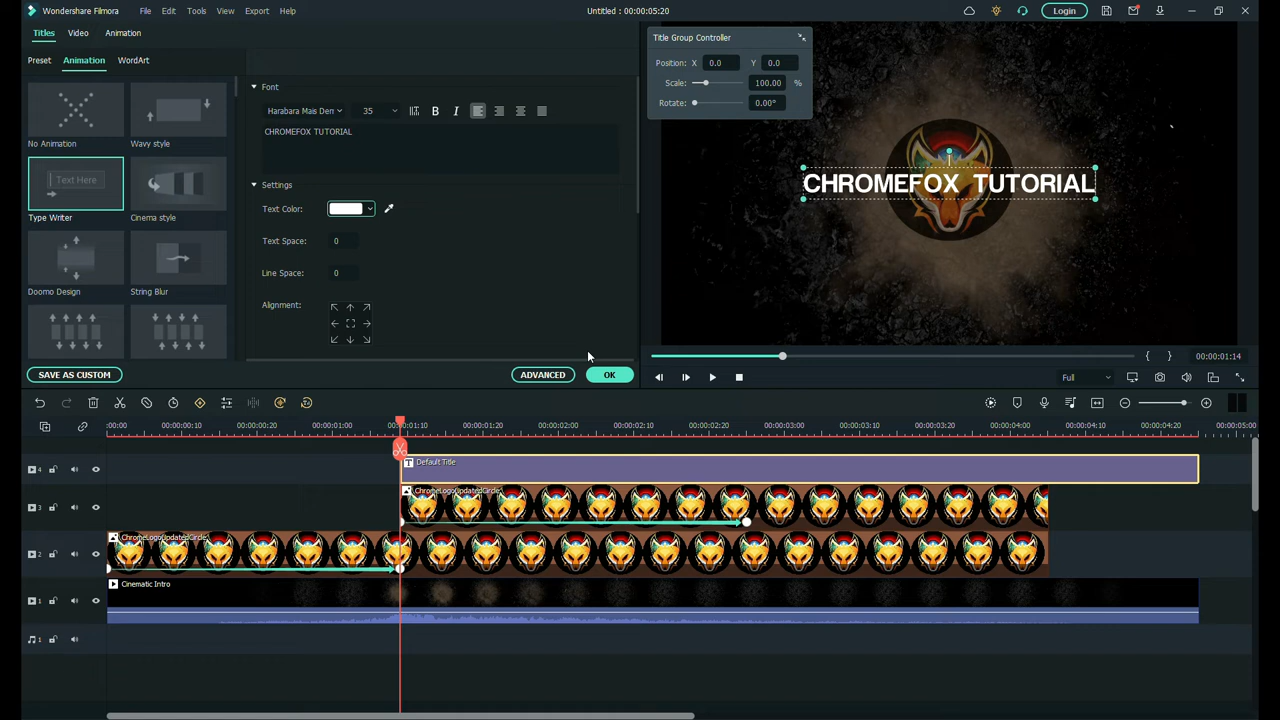 Wondershare Filmora File Edit Tools View Export Help Untitled : 00:00:05:20 Login
Titles Video Animation
Preset Animation WordArt
No Animation Wavy style
Text Here
Type Writer Cinema style
Doomo Design String Blur
SAVE AS CUSTOM
Font
Harabara Mais Den 35 B I
CHROMEFOX TUTORIAL
Settings
Text Color:
Text Space: 0
Line Space: 0
Alignment:
ADVANCED OK
Title Group Controller
Position: X 0.0 Y 0.0
Scale: 100.00 %
Rotate: 0.00°
CHROMEFOX TUTORIAL
00:00:01:14
Full
:00:00 00:00:00:10 00:00:00:20 00:00:01:00 00:00:01:10 00:00:01:20 00:00:02:00 00:00:02:10 00:00:02:20 00:00:03:00 00:00:03:10 00:00:03:20 00:00:04:00 00:00:04:10 00:00:04:20 00:00:05:00
4 T Default Title
3 ChromeLogoUpdatedCircle
2 ChromeLogoUpdatedCircle
1 Cinematic Intro
1